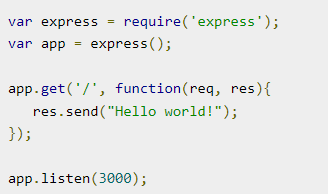 var express = require('express');
var app = express();

app.get('/', function(req, res){
   res.send("Hello world!");
});

app.listen(3000);